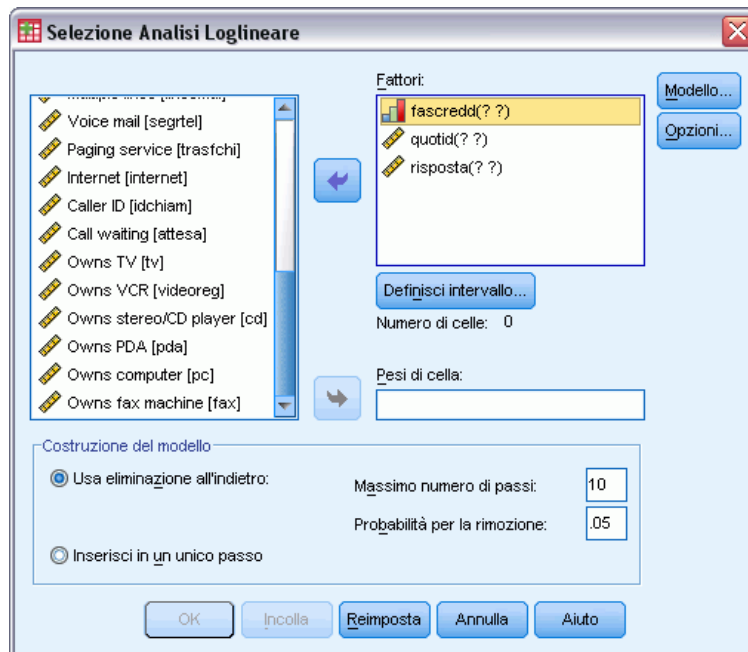 Selezione Analisi Loglineare
Voice mail [segrtel]
Paging service [trasfchi]
Internet [internet]
Caller ID [idchiam]
Call waiting [attesa]
Owns TV [tv]
Owns VCR [videoreg]
Owns stereo/CD player [cd]
Owns PDA [pda]
Owns computer [pc]
Owns fax machine [fax]
Fattori:
fascredd(? ?)
quotid(? ?)
risposta(? ?)
Modello...
Opzioni...
Definisci intervallo...
Numero di celle: 0
Pesi di cella:
Costruzione del modello
Usa eliminazione all'indietro:
Massimo numero di passi: 10
Probabilità per la rimozione: .05
Inserisci in un unico passo
OK Incolla Reimposta Annulla Aiuto